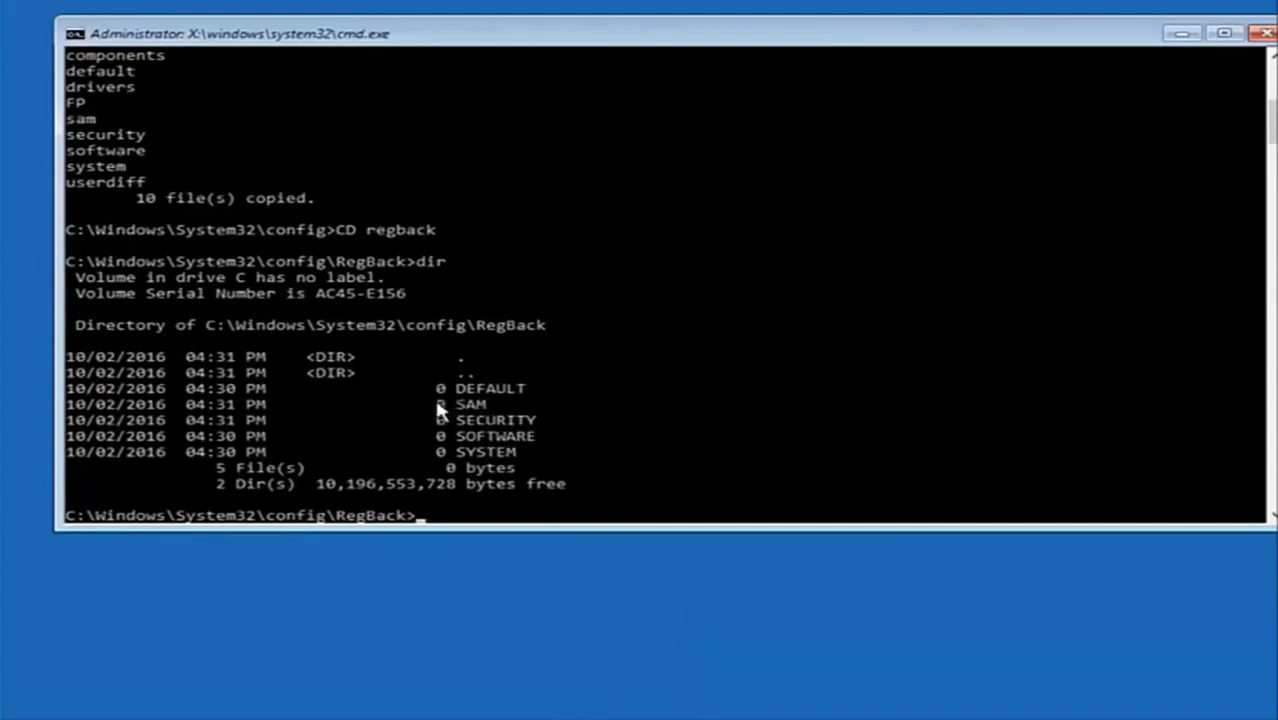 Administrator: X:\windows\system32\cmd.exe
components
default
drivers
FP
sam
security
software
system
userdiff
10 file(s) copied.
C:\Windows\System32\config>CD regback
C:\Windows\System32\config\RegBack>dir
Volume in drive C has no label.
Volume Serial Number is AC45-E156
Directory of C:\Windows\System32\config\RegBack
10/02/2016 04:31 PM <DIR> .
10/02/2016 04:31 PM <DIR> ..
10/02/2016 04:30 PM 0 DEFAULT
10/02/2016 04:31 PM 0 SAM
10/02/2016 04:31 PM 0 SECURITY
10/02/2016 04:30 PM 0 SOFTWARE
10/02/2016 04:30 PM 0 SYSTEM
5 File(s) 0 bytes
2 Dir(s) 10,196,553,728 bytes free
C:\Windows\System32\config\RegBack>_